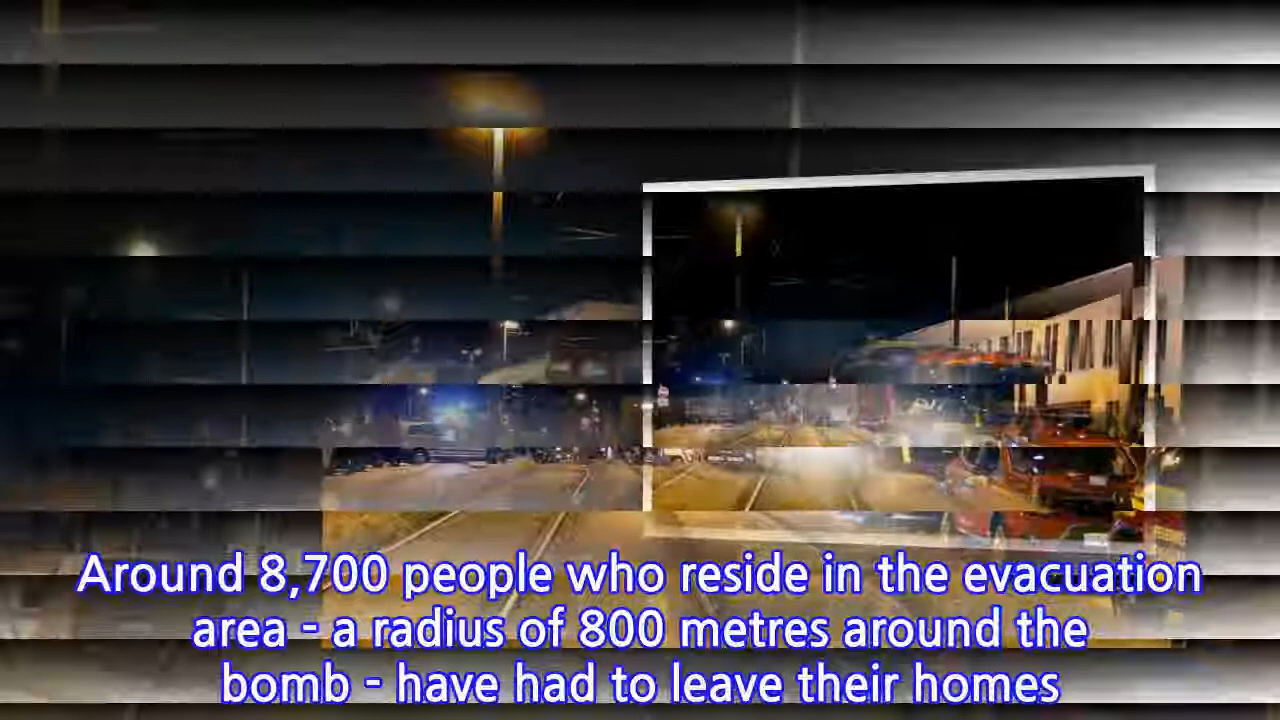 Around 8,700 people who reside in the evacuation
area - a radius of 800 metres around the
bomb - have had to leave their homes